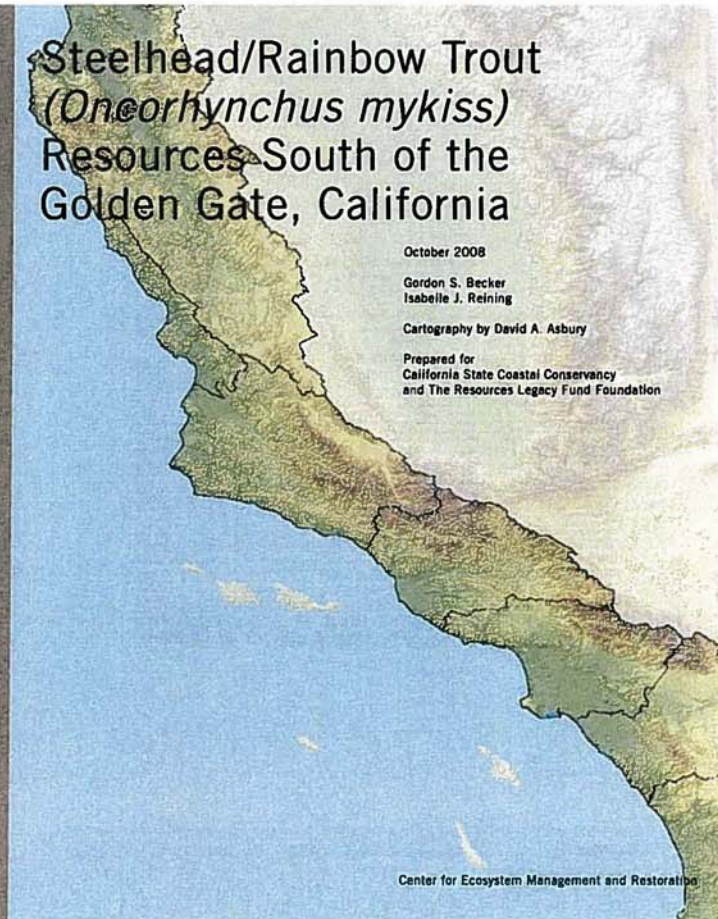 Steelhead/Rainbow Trout
(Oncorhynchus mykiss)
Resources South of the
Golden Gate, California
October 2008
Gordon S. Becker
Isabelle J. Reining
Cartography by David A. Asbury
Prepared for
California State Coastal Conservancy
and The Resources Legacy Fund Foundation
Center for Ecosystem Management and Restoration